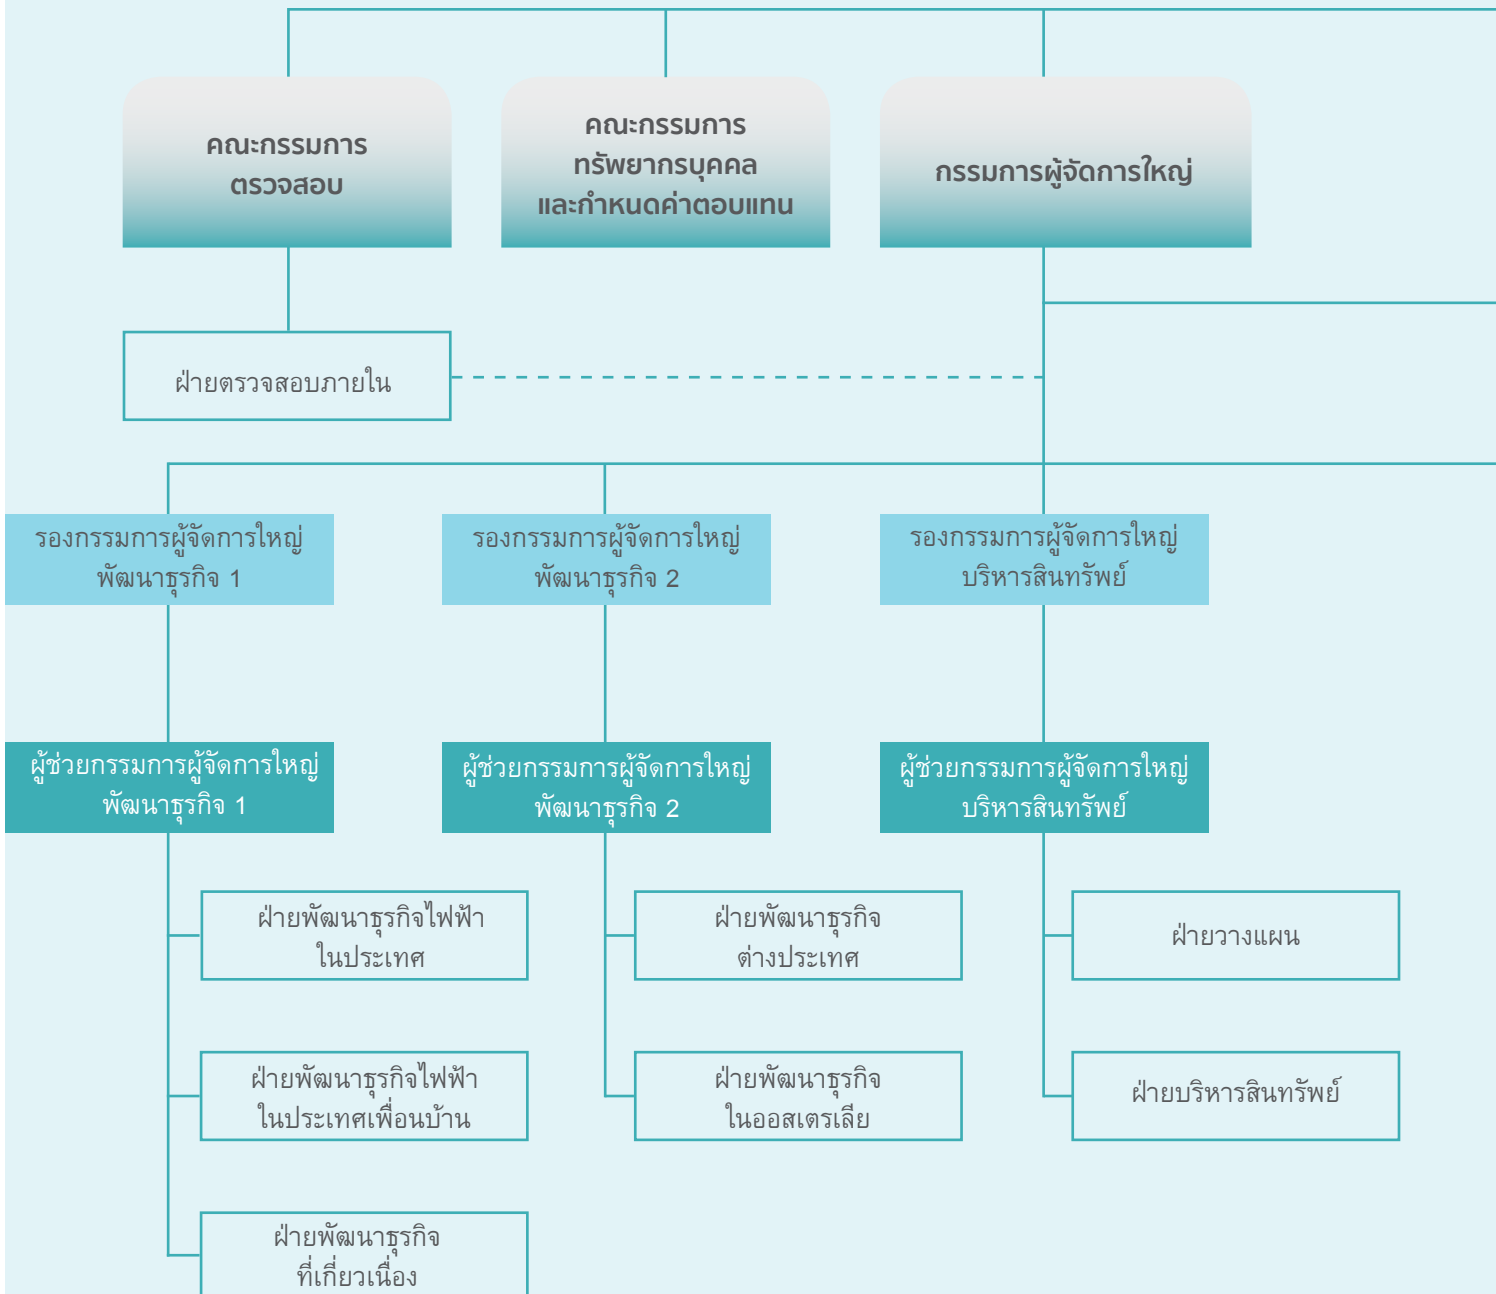 คณะกรรมการ
ตรวจสอบ
คณะกรรมการ
ทรัพยากรบุคคล
และกำหนดค่าตอบแทน
กรรมการผู้จัดการใหญ่
ฝ่ายตรวจสอบภายใน
รองกรรมการผู้จัดการใหญ่
พัฒนาธุรกิจ 1
รองกรรมการผู้จัดการใหญ่
พัฒนาธุรกิจ 2
รองกรรมการผู้จัดการใหญ่
บริหารสินทรัพย์
ผู้ช่วยกรรมการผู้จัดการใหญ่
พัฒนาธุรกิจ 1
ผู้ช่วยกรรมการผู้จัดการใหญ่
พัฒนาธุรกิจ 2
ผู้ช่วยกรรมการผู้จัดการใหญ่
บริหารสินทรัพย์
ฝ่ายพัฒนาธุรกิจไฟฟ้า
ในประเทศ
ฝ่ายพัฒนาธุรกิจ
ต่างประเทศ
ฝ่ายวางแผน
ฝ่ายพัฒนาธุรกิจไฟฟ้า
ในประเทศเพื่อนบ้าน
ฝ่ายพัฒนาธุรกิจ
ในออสเตรเลีย
ฝ่ายบริหารสินทรัพย์
ฝ่ายพัฒนาธุรกิจ
ที่เกี่ยวเนื่อง